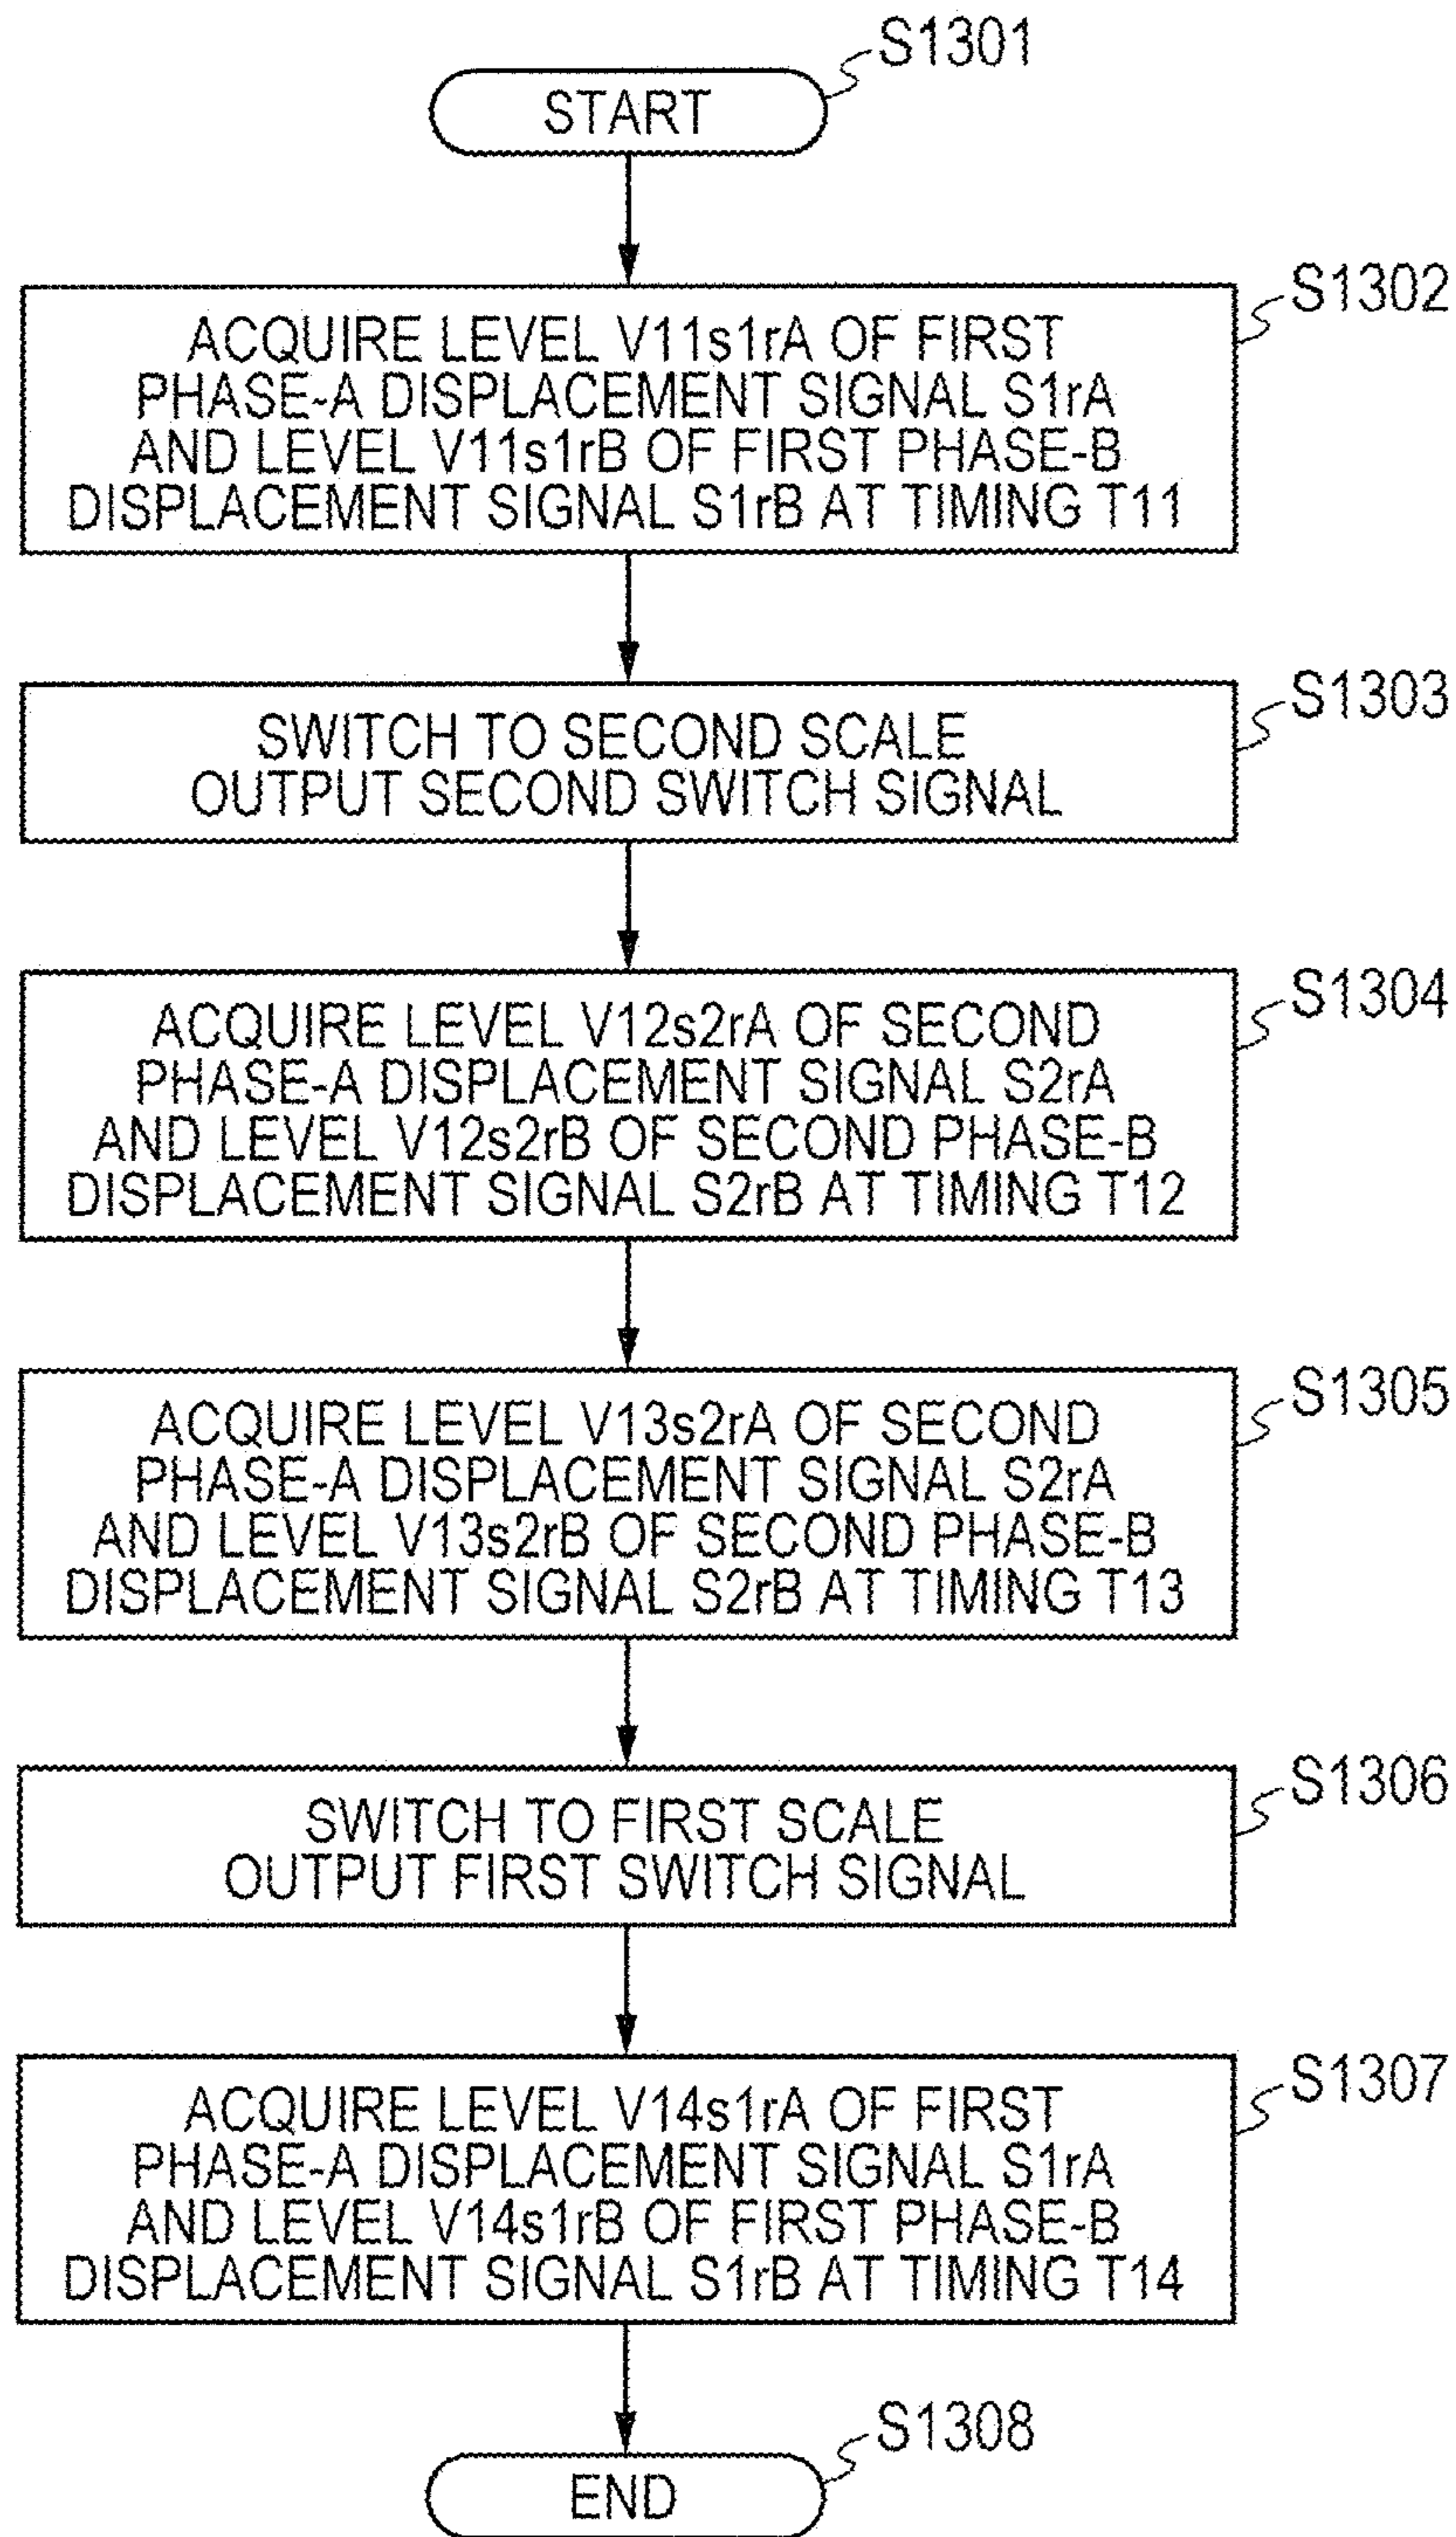 S1301
START
S1302
ACQUIRE LEVEL V11s1rA OF FIRST
PHASE-A DISPLACEMENT SIGNAL S1rA
AND LEVEL V11s1rB OF FIRST PHASE-B
DISPLACEMENT SIGNAL S1rB AT TIMING T11
S1303
SWITCH TO SECOND SCALE
OUTPUT SECOND SWITCH SIGNAL
S1304
ACQUIRE LEVEL V12s2rA OF SECOND
PHASE-A DISPLACEMENT SIGNAL S2rA
AND LEVEL V12s2rB OF SECOND PHASE-B
DISPLACEMENT SIGNAL S2rB AT TIMING T12
S1305
ACQUIRE LEVEL V13s2rA OF SECOND
PHASE-A DISPLACEMENT SIGNAL S2rA
AND LEVEL V13s2rB OF SECOND PHASE-B
DISPLACEMENT SIGNAL S2rB AT TIMING T13
S1306
SWITCH TO FIRST SCALE
OUTPUT FIRST SWITCH SIGNAL
S1307
ACQUIRE LEVEL V14s1rA OF FIRST
PHASE-A DISPLACEMENT SIGNAL S1rA
AND LEVEL V14s1rB OF FIRST PHASE-B
DISPLACEMENT SIGNAL S1rB AT TIMING T14
S1308
END